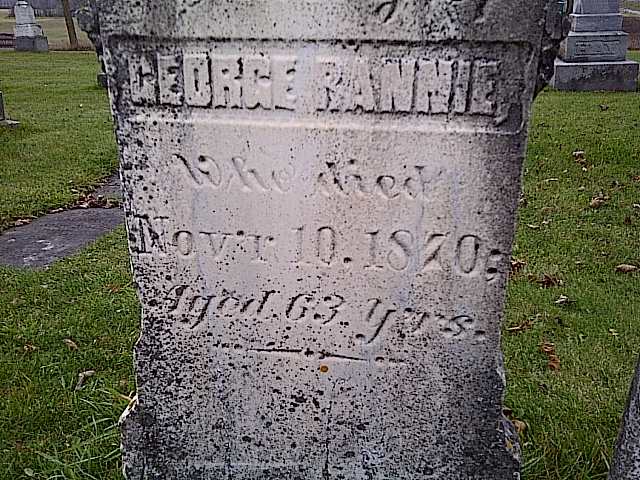 GEORGE RANNIE,
Who died
Nov'r 10. 1870;
Aged 63 Yrs.